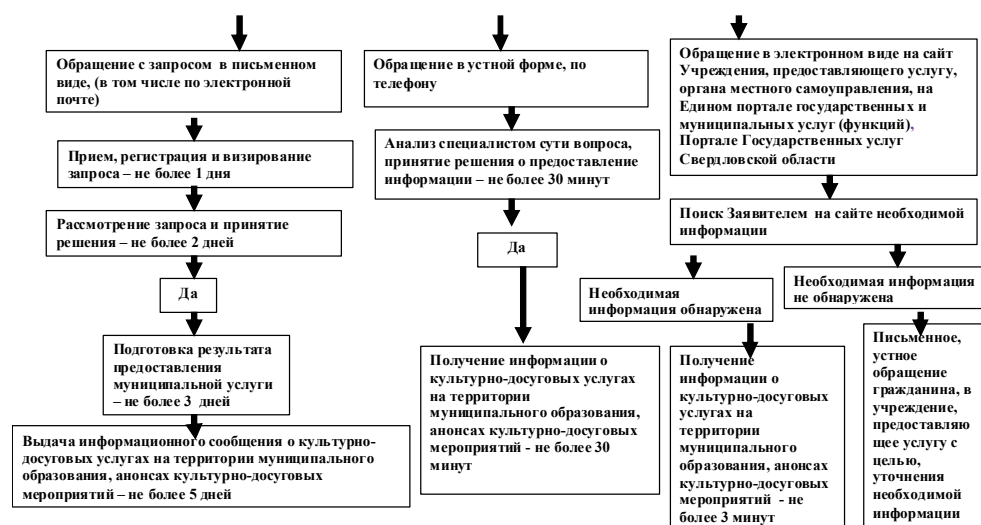 Обращение с запросом в письменном
виде, (в том числе по электронной
почте)
Прием, регистрация и визирование
запроса – не более 1 дня
Рассмотрение запроса и принятие
решения – не более 2 дней
Да
Подготовка результата
предоставления
муниципальной услуги
– не более 3 дней
Выдача информационного сообщения о культурно-
досуговых услугах на территории муниципального
образования, анонсах культурно-досуговых
мероприятий – не более 5 дней
Обращение в устной форме, по
телефону
Анализ специалистом сути вопроса,
принятие решения о предоставление
информации – не более 30 минут
Да
Получение информации о
культурно-досуговых услугах
на территории
муниципального образования,
анонсах культурно-досуговых
мероприятий - не более 30
минут
Обращение в электронном виде на сайт
Учреждения, предоставляющего услугу,
органа местного самоуправления, на
Едином портале государственных и
муниципальных услуг (функций),
Портале Государственных услуг
Свердловской области
Поиск Заявителем на сайте необходимой
информации
Необходимая
информация обнаружена
Получение
информации о
культурно-досуговых
услугах на
территории
муниципального
образования, анонсах
культурно-досуговых
мероприятий - не
более 3 минут
Необходимая информация
не обнаружена
Письменное,
устное
обращение
гражданина, в
учреждение,
предоставляю
щее услугу с
целью,
уточнения
необходимой
информации